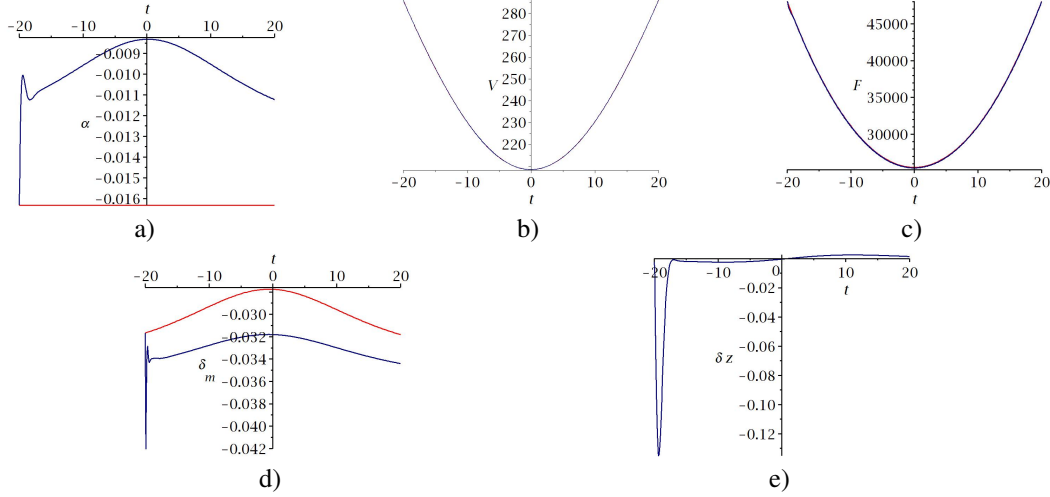 t
-20 -10 0 10 20
-0.009
-0.010
-0.011
α
-0.012
-0.013
-0.014
-0.015
-0.016
a)
280
270
260
V
250
240
230
220
-20 -10 0 10 20
t
b)
45000
40000
F
35000
30000
-20 -10 0 10 20
t
c)
t
-20 -10 0 10 20
-0.030
-0.032
-0.034
δm
-0.036
-0.038
-0.040
-0.042
d)
-20 -10 0 10 20
t
-0.02
-0.04
-0.06
δz
-0.08
-0.10
-0.12
e)